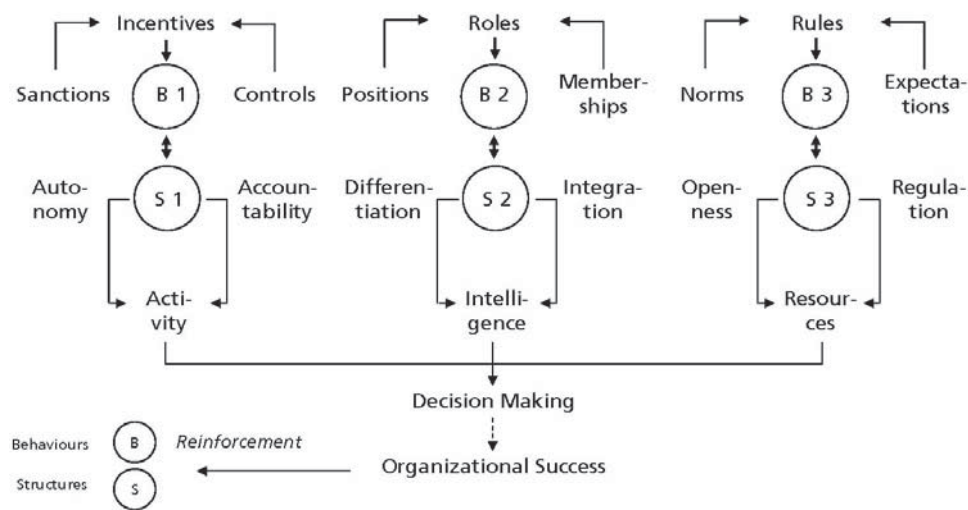 Incentives Roles Rules
Sanctions B 1 Controls Positions B 2 Member-
ships Norms B 3 Expecta-
tions
Auto-
nomy S 1 Accoun-
tability Differen-
tiation S 2 Integra-
tion Open-
ness S 3 Regula-
tion
Acti-
vity Intelli-
gence Resour-
ces
Decision Making
Behaviours B Reinforcement
Organizational Success
Structures S